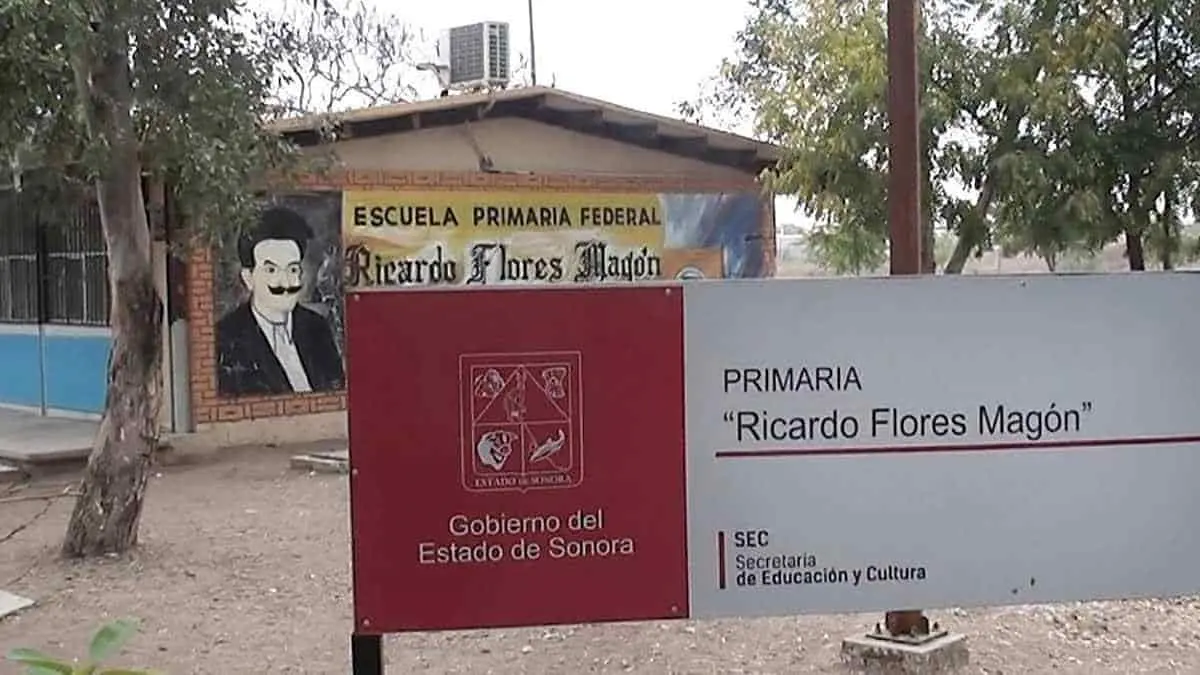 ESCUELA PRIMARIA FEDERAL
Ricardo Flores Magón
ESTADO DE SONORA
Gobierno del
Estado de Sonora
PRIMARIA
“Ricardo Flores Magón”
SEC
Secretaría
de Educación y Cultura